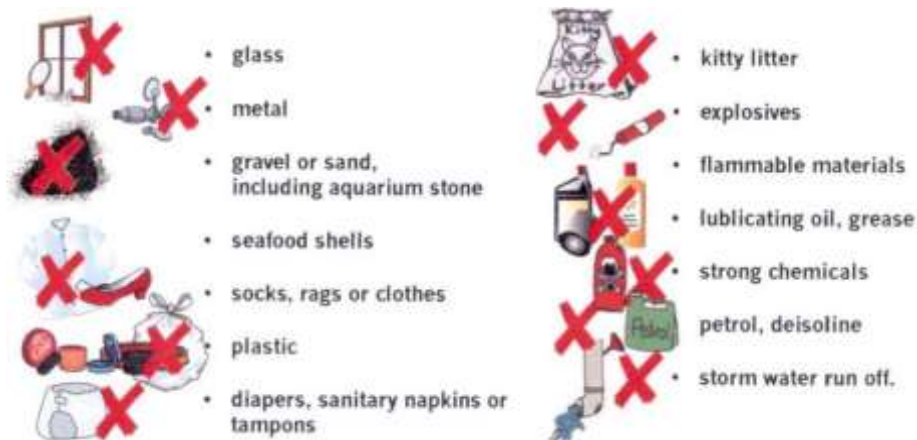 • glass
• metal
• gravel or sand,
including aquarium stone
• seafood shells
• socks, rags or clothes
• plastic
• diapers, sanitary napkins or
tampons
Kitty
Litter
• kitty litter
• explosives
• flammable materials
• lublicating oil, grease
• strong chemicals
Petrol
petrol, deisoline
• storm water run off.